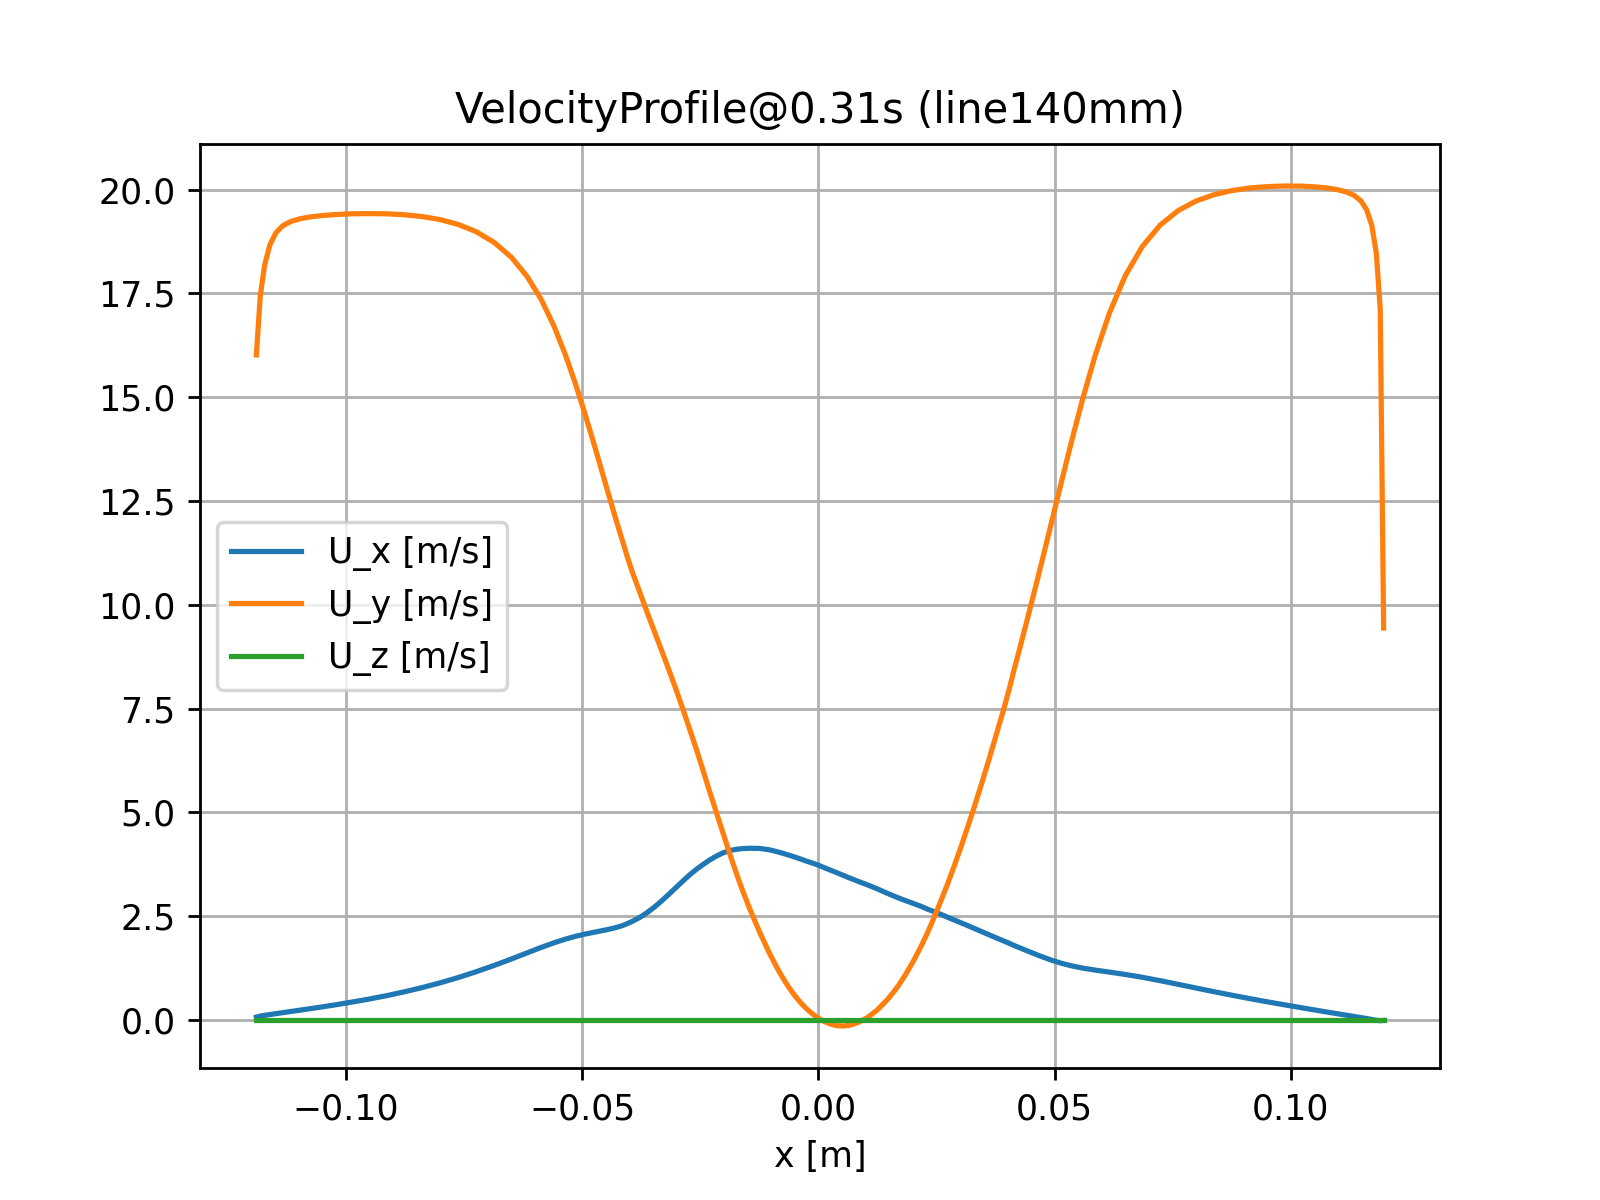 VelocityProfile@0.31s (line140mm)
20.0
17.5
15.0
12.5
10.0
7.5
5.0
2.5
0.0
U_x [m/s]
U_y [m/s]
U_z [m/s]
−0.10 −0.05 0.00 0.05 0.10
x [m]